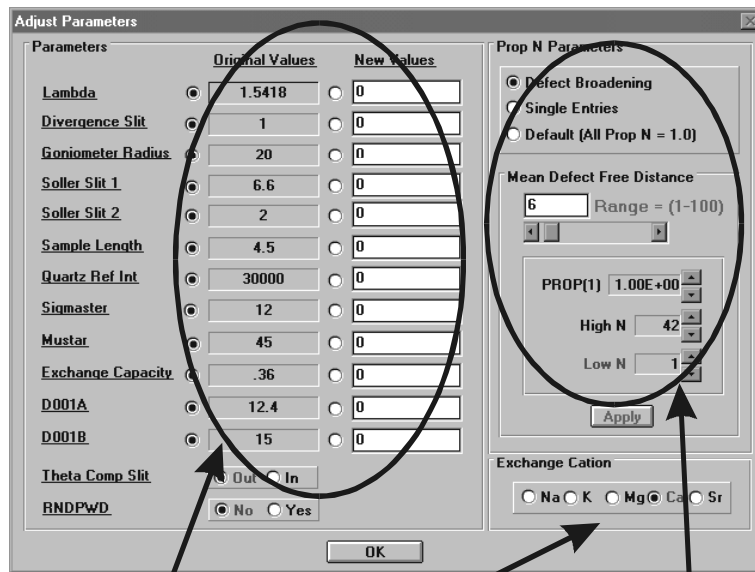 Adjust Parameters
Parameters
Original Values New Values
Lambda 1.5418 0
Divergence Slit 1 0
Goniometer Radius 20 0
Soller Slit 1 6.6 0
Soller Slit 2 2 0
Sample Length 4.5 0
Quartz Ref Int 30000 0
Sigmaster 12 0
Mustar 45 0
Exchange Capacity .36 0
D001A 12.4 0
D001B 15 0
Theta Comp Slit Out In
RNDPWD No Yes
Prop N Parameters
Defect Broadening
Single Entries
Default (All Prop N = 1.0)
Mean Defect Free Distance
6 Range = (1-100)
PROP(1) 1.00E+00
High N 42
Low N 1
Apply
Exchange Cation
Na K Mg Ca Sr
OK